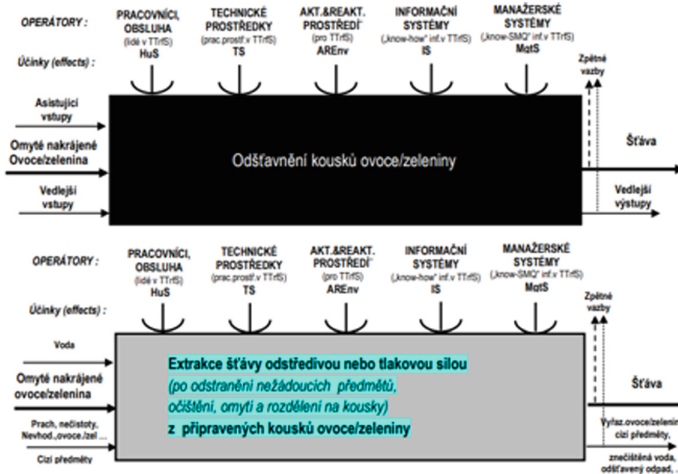 OPERÁTORY :
PRACOVNÍCI,
OBSLUHA
(lidé v TTrfS)
HuS
TECHNICKÉ
PROSTŘEDKY
(prac.prostř.v TTrfS)
TS
AKT.&REAKT.
PROSTŘEDÍ
(pro TTrfS)
AREnv
INFORMAČNÍ
SYSTÉMY
(„know-how“ inf.v TTrfS)
IS
MANAŽERSKÉ
SYSTÉMY
(„know-SMQ“ inf.v TTrfS)
MgtS
Účinky (effects) :
Zpětné
vazby
Asistující
vstupy
Omyté nakrájené
Ovoce/zelenina
Vedlejší
vstupy
Odšťavnění kousků ovoce/zeleniny
Šťáva
Vedlejší
výstupy
OPERÁTORY :
PRACOVNÍCI,
OBSLUHA
(lidé v TTrfS)
HuS
TECHNICKÉ
PROSTŘEDKY
(prac.prostř.v TTrfS)
TS
AKT.&REAKT.
PROSTŘEDÍ
(pro TTrfS)
AREnv
INFORMAČNÍ
SYSTÉMY
(„know-how“ inf.v TTrfS)
IS
MANAŽERSKÉ
SYSTÉMY
(„know-SMQ“ inf.v TTrfS)
MgtS
Účinky (effects) :
Zpětné
vazby
Voda
Omyté nakrájené
ovoce/zelenina
Prach, nečistoty,
Nevhod.,ovoce./zel ...
Cizí předměty
Extrakce šťávy odstředivou nebo tlakovou silou
(po odstranění nežádoucích předmětů,
očištění, omytí a rozdělení na kousky)
z připravených kousků ovoce/zeleniny
Šťáva
Vyřaz.ovoce/zelenin
cizí předměty,
znečištěná voda,
odšťavený odpad, .